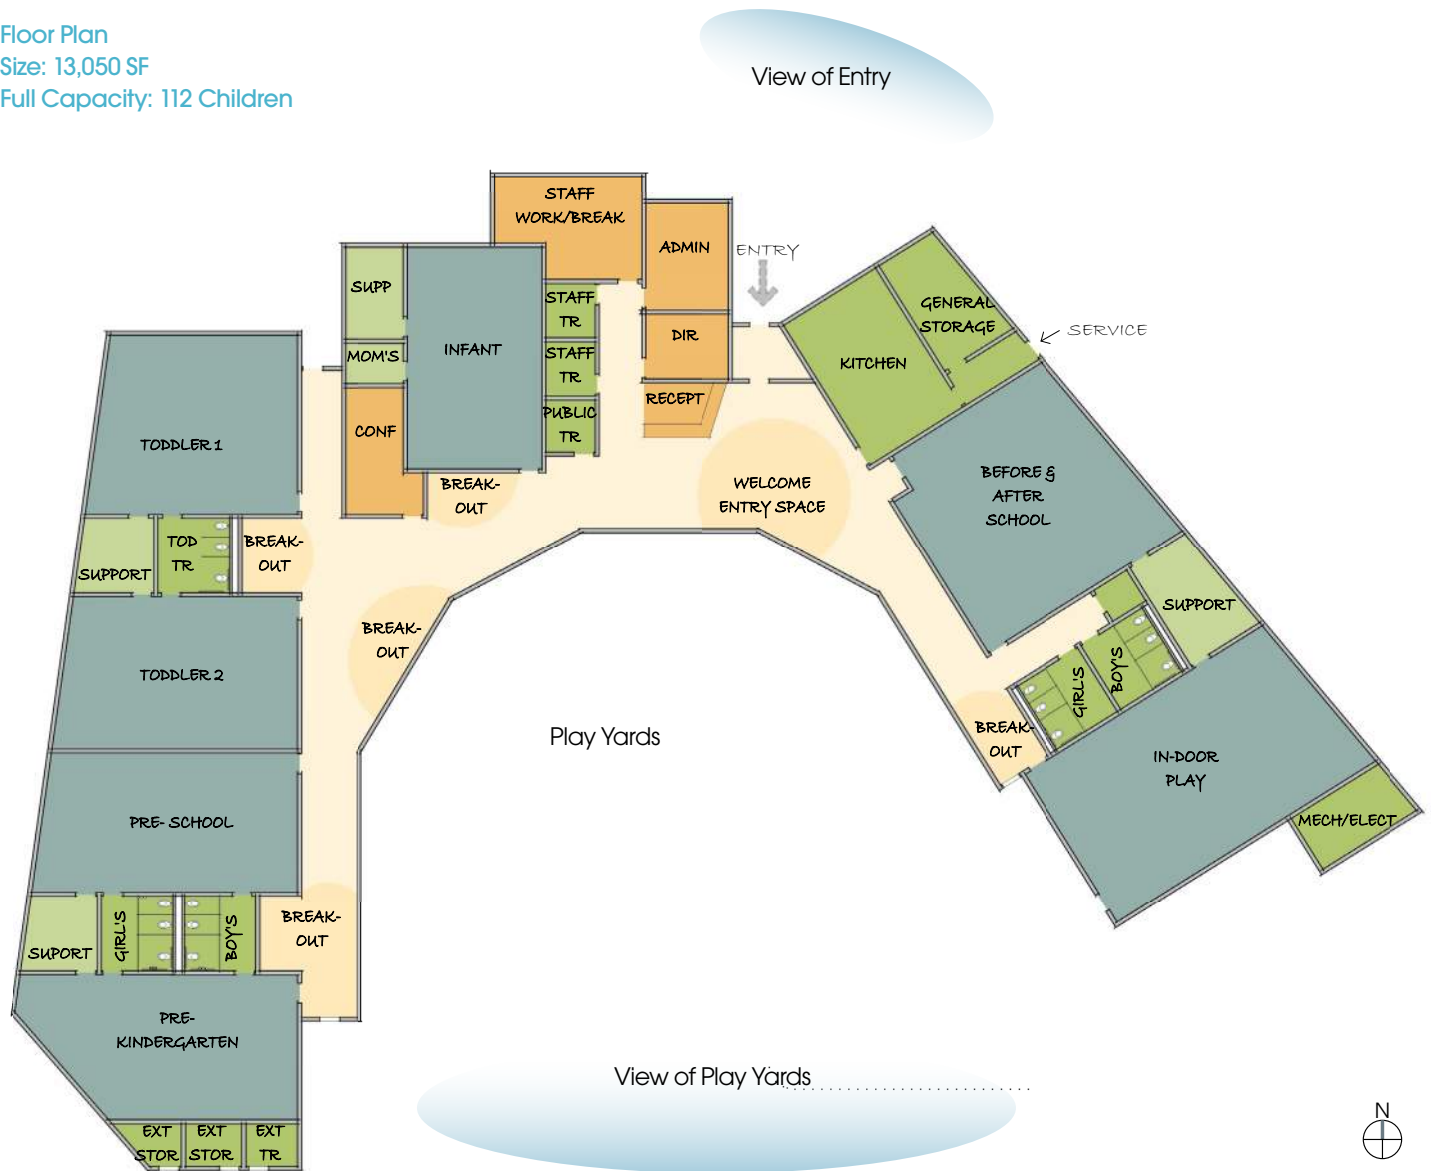 Floor Plan
Size: 13,050 SF
Full Capacity: 112 Children
View of Entry
STAFF
WORK/BREAK
ADMIN
ENTRY
SUPP
STAFF
TR
GENERAL
STORAGE
SERVICE
DIR
MOM'S
INFANT
STAFF
TR
KITCHEN
RECEPT
PUBLIC
TR
CONF
TODDLER 1
BREAK-
OUT
WELCOME
ENTRY SPACE
BEFORE &
AFTER
SCHOOL
TOD
TR
BREAK-
OUT
SUPPORT
SUPPORT
BREAK-
OUT
TODDLER 2
GIRL'S
BOY'S
Play Yards
BREAK-
OUT
IN-DOOR
PLAY
PRE- SCHOOL
MECH/ELECT
SUPORT
GIRL'S
BOY'S
BREAK-
OUT
PRE-
KINDERGARTEN
View of Play Yards
EXT
STOR
EXT
STOR
EXT
TR
N